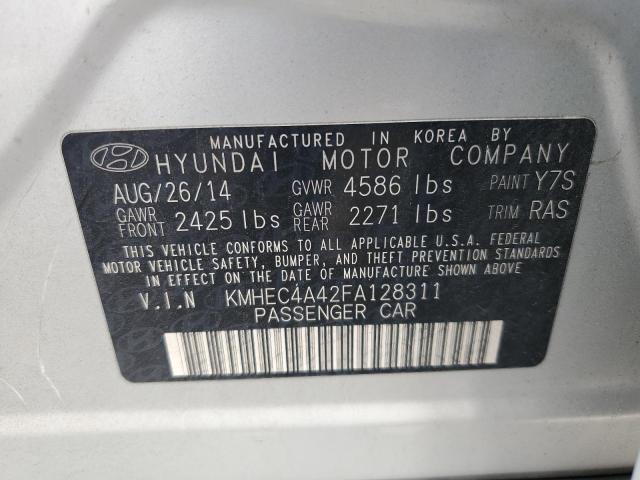 MANUFACTURED IN KOREA BY
HYUNDAI MOTOR COMPANY
AUG/26/14 GVWR 4586 lbs PAINT Y7S
GAWR FRONT 2425 lbs GAWR REAR 2271 lbs TRIM RAS
THIS VEHICLE CONFORMS TO ALL APPLICABLE U.S.A. FEDERAL
MOTOR VEHICLE SAFETY, BUMPER, AND THEFT PREVENTION STANDARDS
IN EFFECT ON THE DATE OF MANUFACTURE SHOWN ABOVE.
V.I.N KMHEC4A42FA128311
PASSENGER CAR